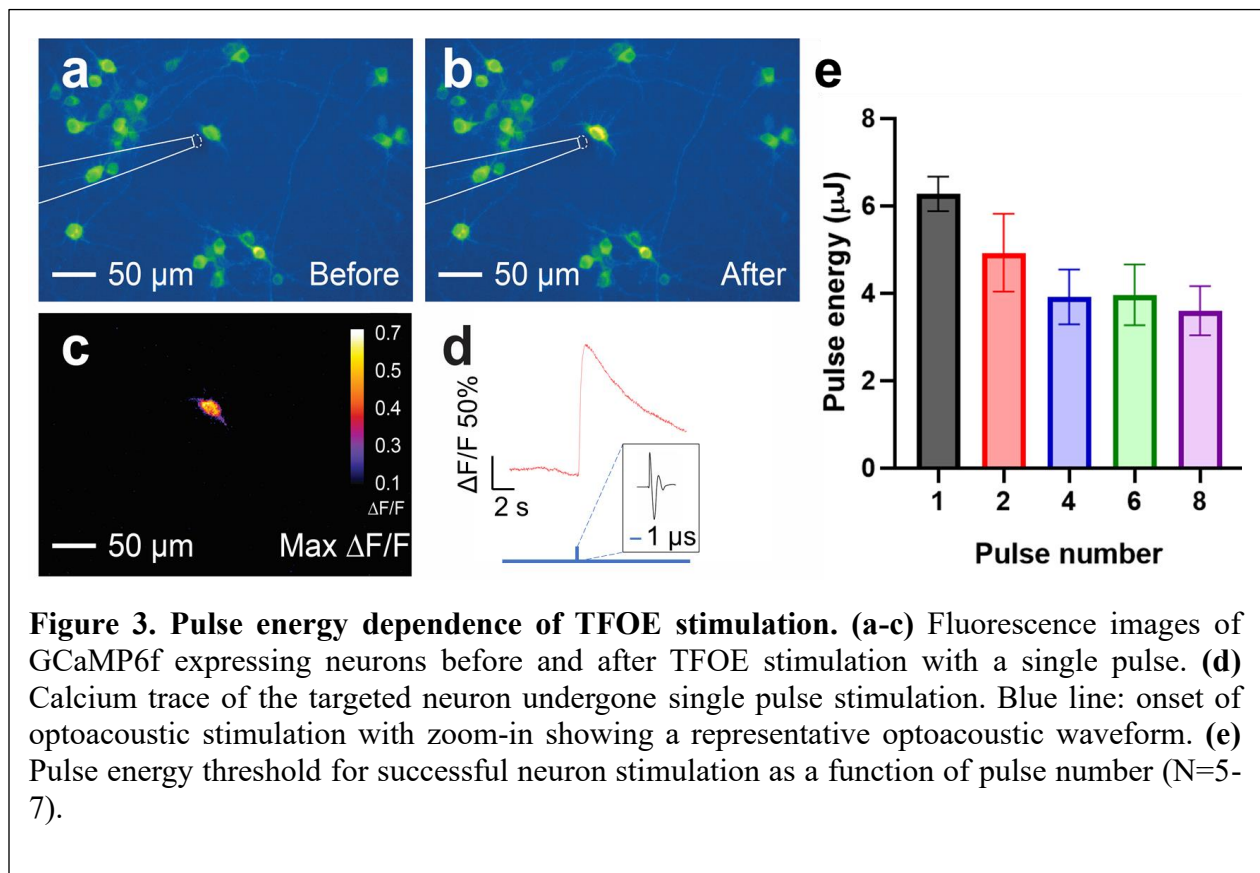 a
50 µm
Before
b
50 µm
After
c
0.7
0.5
0.4
0.3
0.1
ΔF/F
50 µm
Max ΔF/F
d
ΔF/F 50%
2 s
1 µs
e
Pulse energy (µJ)
8
6
4
2
0
1 2 4 6 8
Pulse number
Figure 3. Pulse energy dependence of TFOE stimulation. (a-c) Fluorescence images of
GCaMP6f expressing neurons before and after TFOE stimulation with a single pulse. (d)
Calcium trace of the targeted neuron undergone single pulse stimulation. Blue line: onset of
optoacoustic stimulation with zoom-in showing a representative optoacoustic waveform. (e)
Pulse energy threshold for successful neuron stimulation as a function of pulse number (N=5-
7).